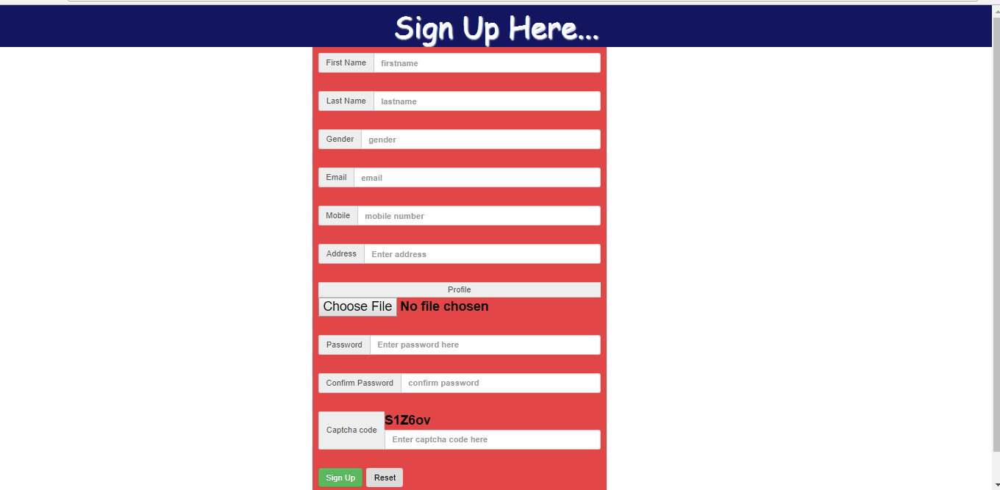 Sign Up Here...
First Name firstname
Last Name lastname
Gender gender
Email email
Mobile mobile number
Address Enter address
Profile
Choose File No file chosen
Password Enter password here
Confirm Password confirm password
S1Z6ov
Captcha code
Enter captcha code here
Sign Up Reset